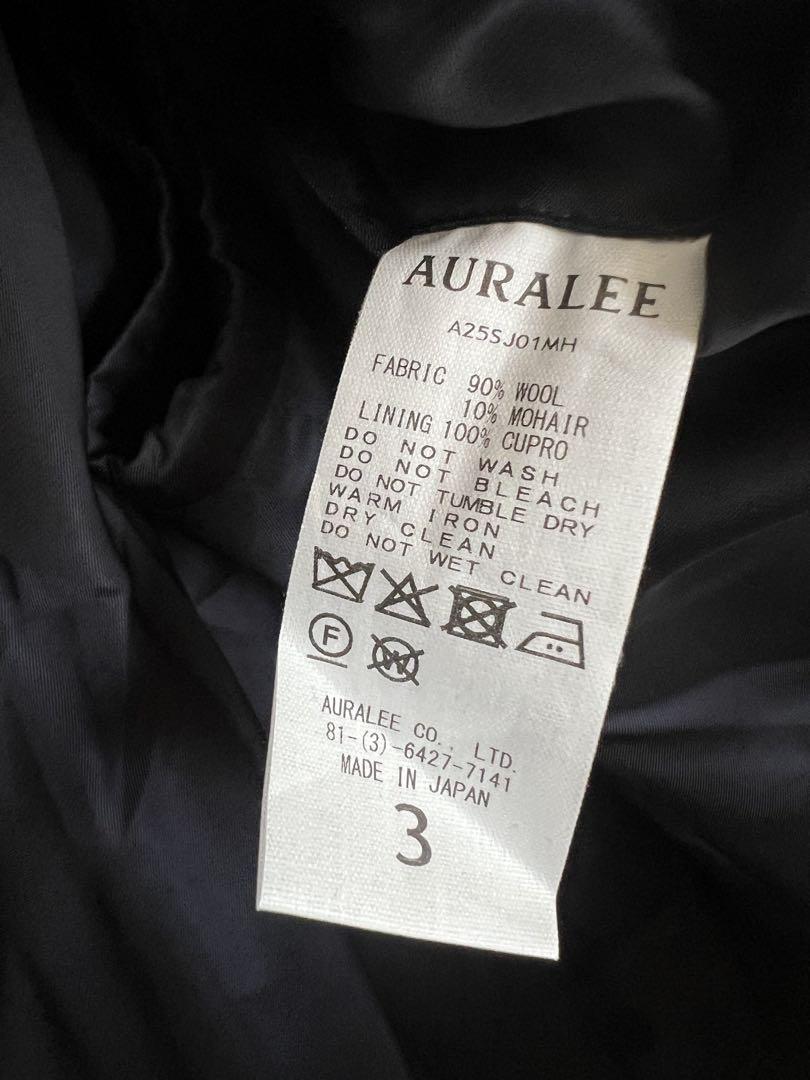 AURALEE
A25SJ01MH
FABRIC 90% WOOL
10% MOHAIR
LINING 100% CUPRO
DO NOT WASH
DO NOT BLEACH
DO NOT TUMBLE DRY
WARM IRON
DRY CLEAN
DO NOT WET CLEAN
F W
AURALEE CO., LTD.
81-(3)-6427-7141
MADE IN JAPAN
3